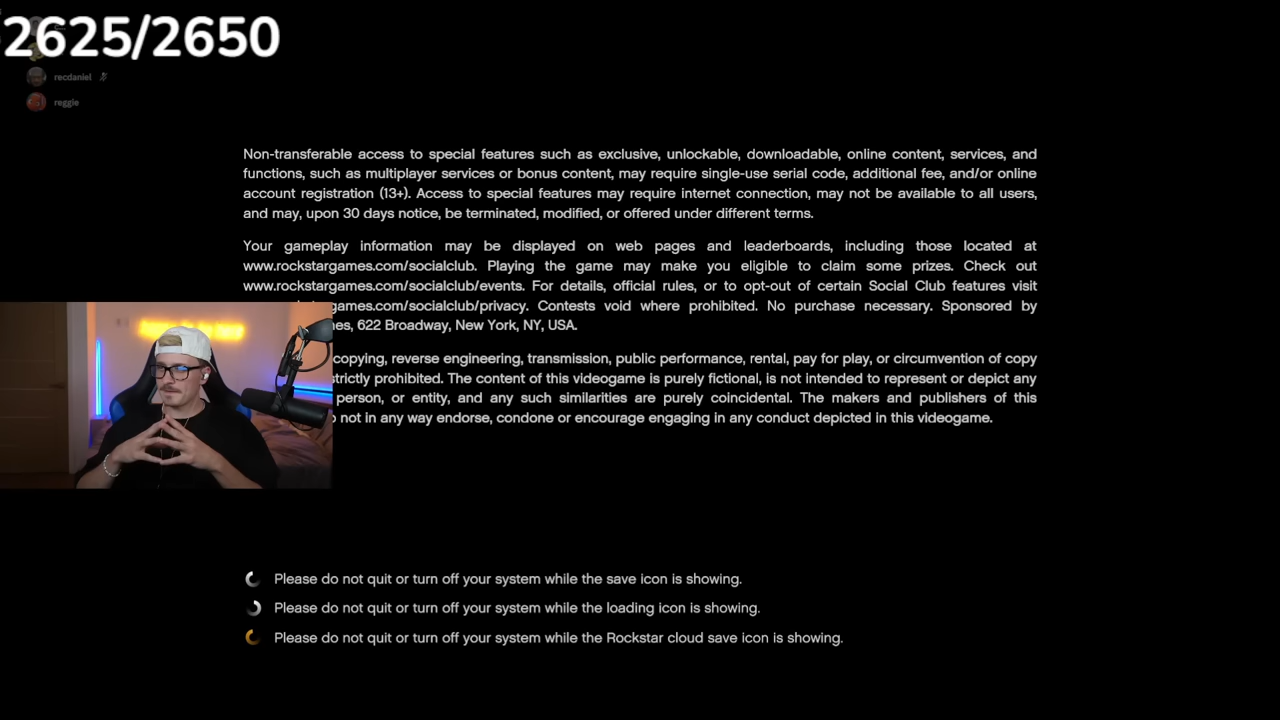 2625/2650
recdaniel
reggie
Non-transferable access to special features such as exclusive, unlockable, downloadable, online content, services, and
functions, such as multiplayer services or bonus content, may require single-use serial code, additional fee, and/or online
account registration (13+). Access to special features may require internet connection, may not be available to all users,
and may, upon 30 days notice, be terminated, modified, or offered under different terms.
Your gameplay information may be displayed on web pages and leaderboards, including those located at
www.rockstargames.com/socialclub. Playing the game may make you eligible to claim some prizes. Check out
www.rockstargames.com/socialclub/events. For details, official rules, or to opt-out of certain Social Club features visit
games.com/socialclub/privacy. Contests void where prohibited. No purchase necessary. Sponsored by
622 Broadway, New York, NY, USA.
copying, reverse engineering, transmission, public performance, rental, pay for play, or circumvention of copy
strictly prohibited. The content of this videogame is purely fictional, is not intended to represent or depict any
person, or entity, and any such similarities are purely coincidental. The makers and publishers of this
not in any way endorse, condone or encourage engaging in any conduct depicted in this videogame.
Please do not quit or turn off your system while the save icon is showing.
Please do not quit or turn off your system while the loading icon is showing.
Please do not quit or turn off your system while the Rockstar cloud save icon is showing.